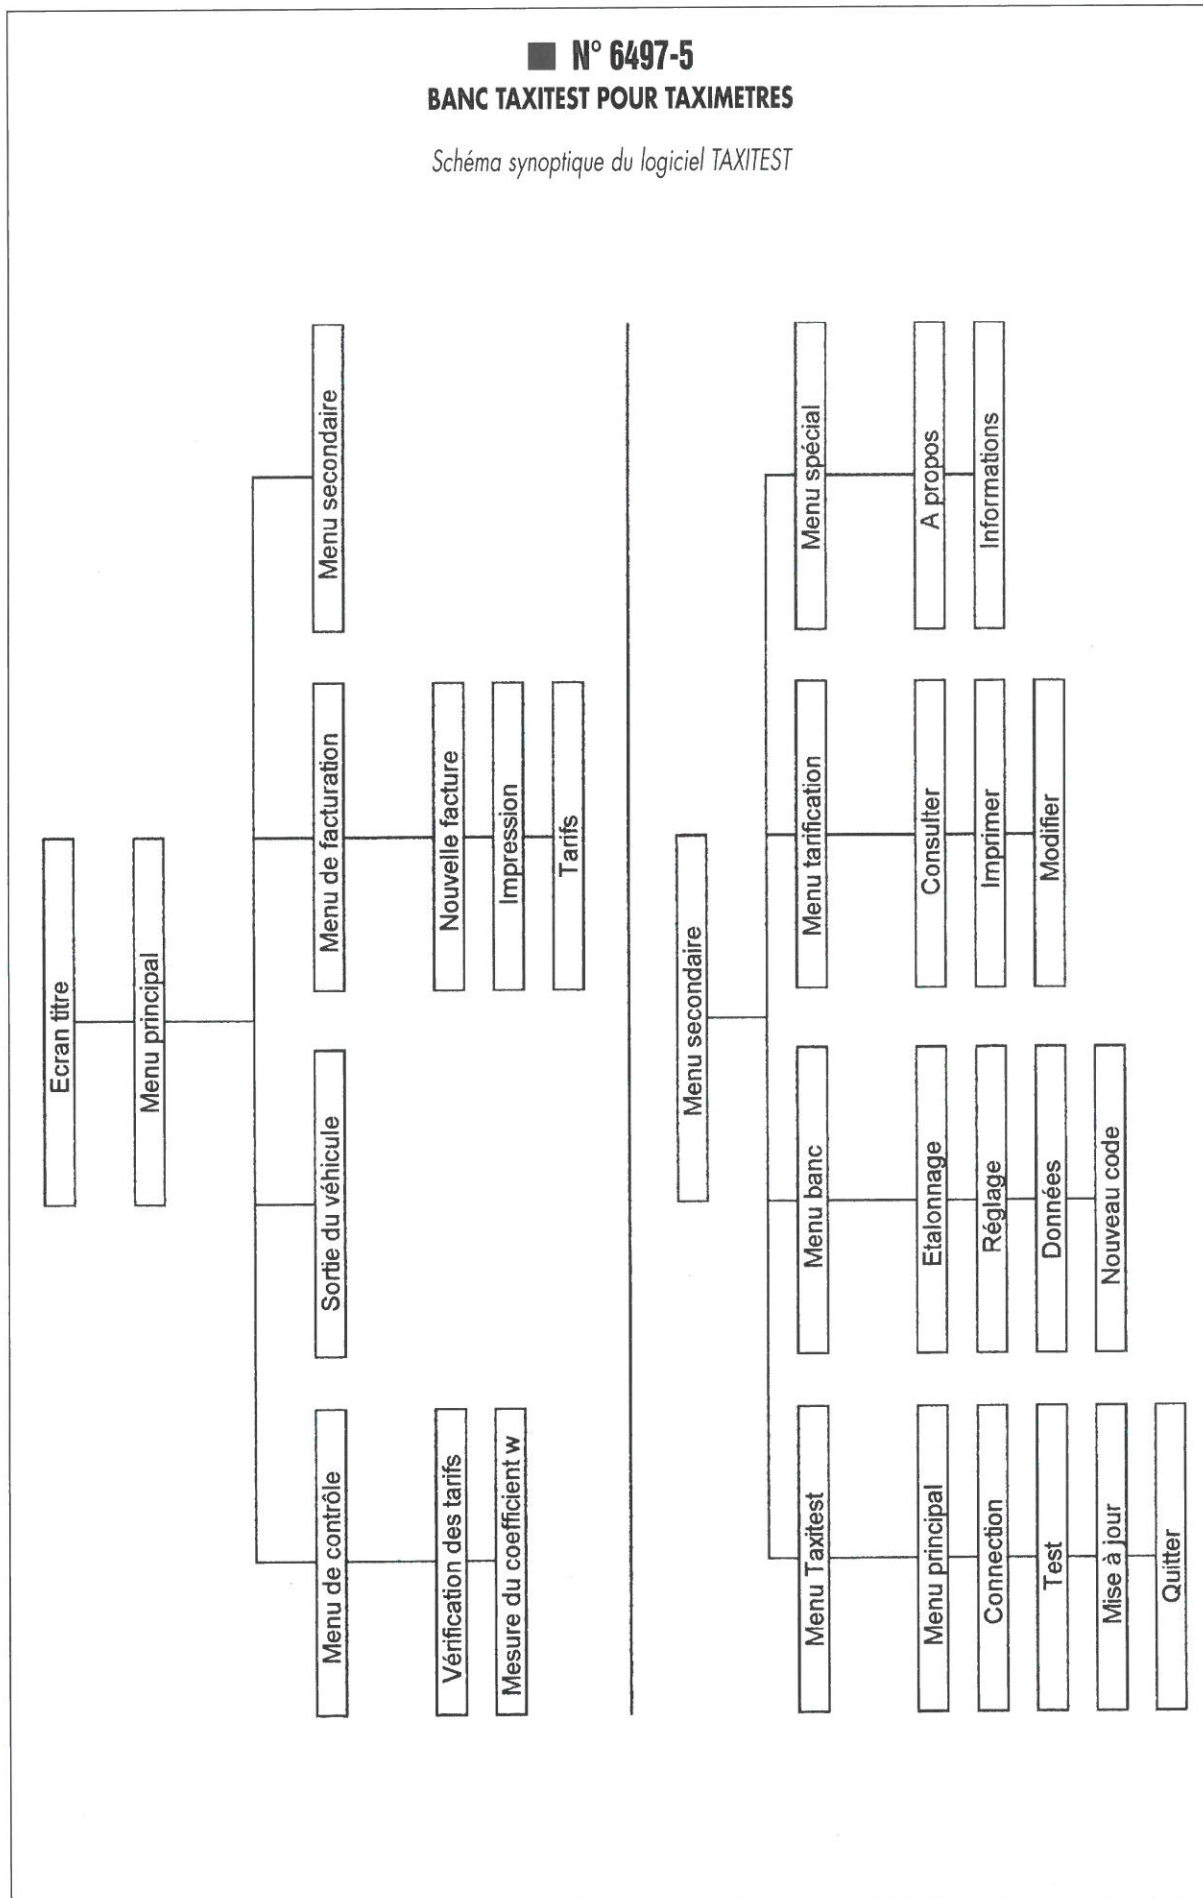 N° 6497-5
BANC TAXITEST POUR TAXIMETRES
Schéma synoptique du logiciel TAXITEST
Ecran titre
Menu principal
Menu de contrôle
Vérification des tarifs
Mesure du coefficient w
Sortie du véhicule
Menu de facturation
Nouvelle facture
Impression
Tarifs
Menu secondaire
Menu secondaire
Menu Taxitest
Menu principal
Connection
Test
Mise à jour
Quitter
Menu banc
Etalonnage
Réglage
Données
Nouveau code
Menu tarification
Consulter
Imprimer
Modifier
Menu spécial
A propos
Informations